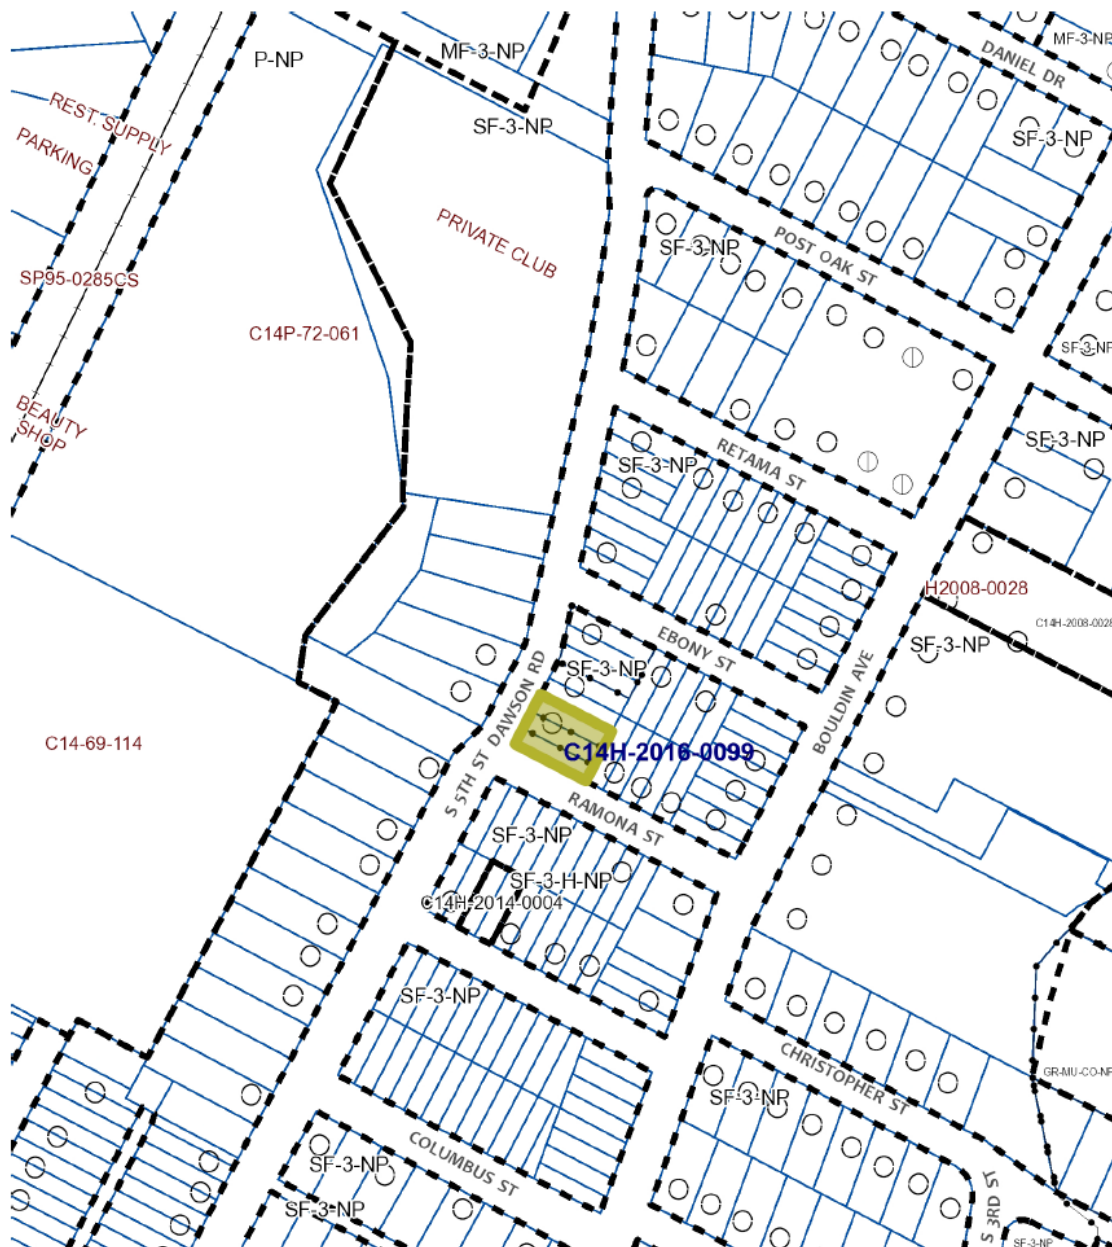 DANIEL DR
MF-3-NP
MF-3-NP
P-NP
REST. SUPPLY
PARKING
SF-3-NP
SF-3-NP
PRIVATE CLUB
POST OAK ST
SF-3-NP
SP95-0285CS
C14P-72-061
SF-3-NP
BEAUTY
SHOP
SF-3-NP
RETAMA ST
SF-3-NP
H2008-0028
C14H-2008-0028
EBONY ST
SF-3-NP
SF-3-NP
BOULDIN AVE
DAWSON RD
S 5TH ST
C14-69-114
C14H-2016-0099
RAMONA ST
SF-3-NP
SF-3-H-NP
C14H-2014-0004
SF-3-NP
CHRISTOPHER ST
GR-MU-CO-NP
SF-3-NP
COLUMBUS ST
SF-3-NP
SF-3-NP
S 3RD ST
SF-3-NP